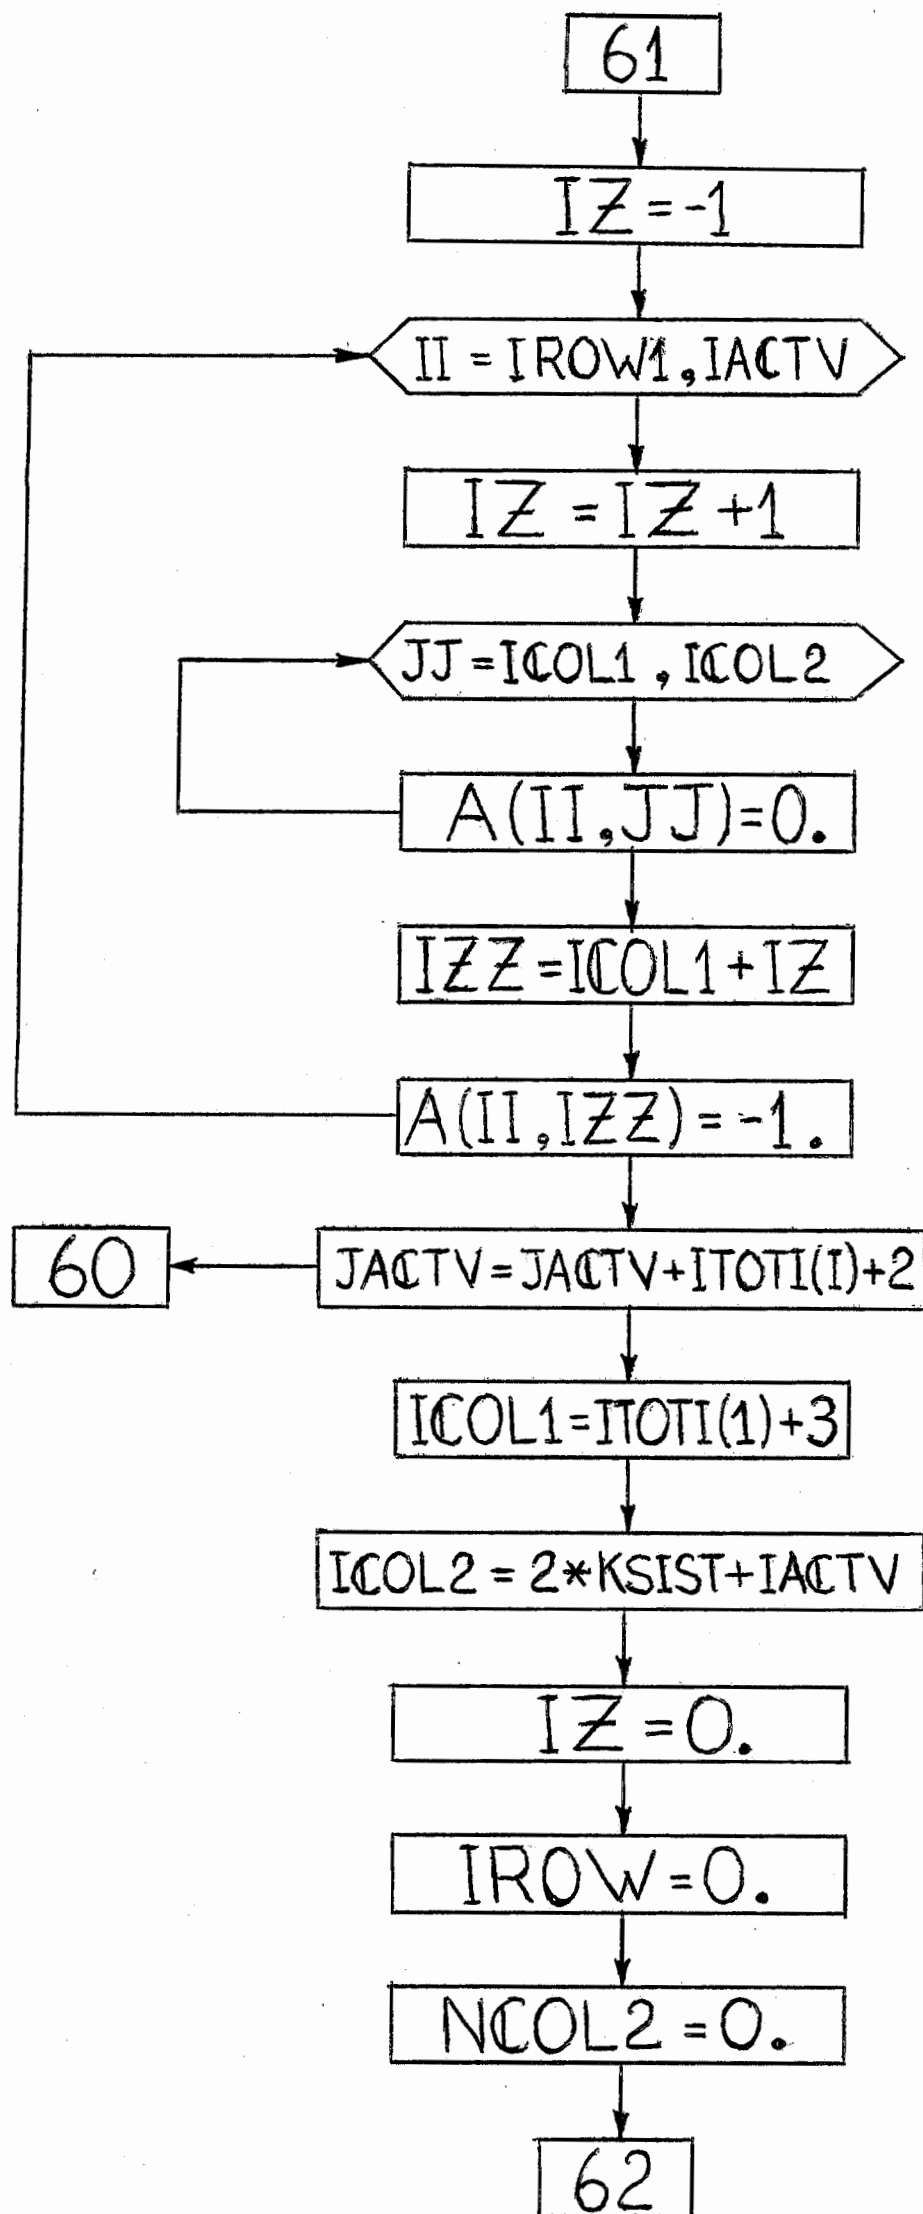 61
IZ = -1
II = IROW1, IACTV
IZ = IZ + 1
JJ = ICOL1, ICOL2
A(II,JJ)=0.
IZZ = ICOL1 + IZ
A(II,IZZ) = -1.
60
JACTV = JACTV + ITOTI(I) + 2
ICOL1 = ITOTI(1) + 3
ICOL2 = 2*KSIST + IACTV
IZ = 0.
IROW = 0.
NCOL2 = 0.
62